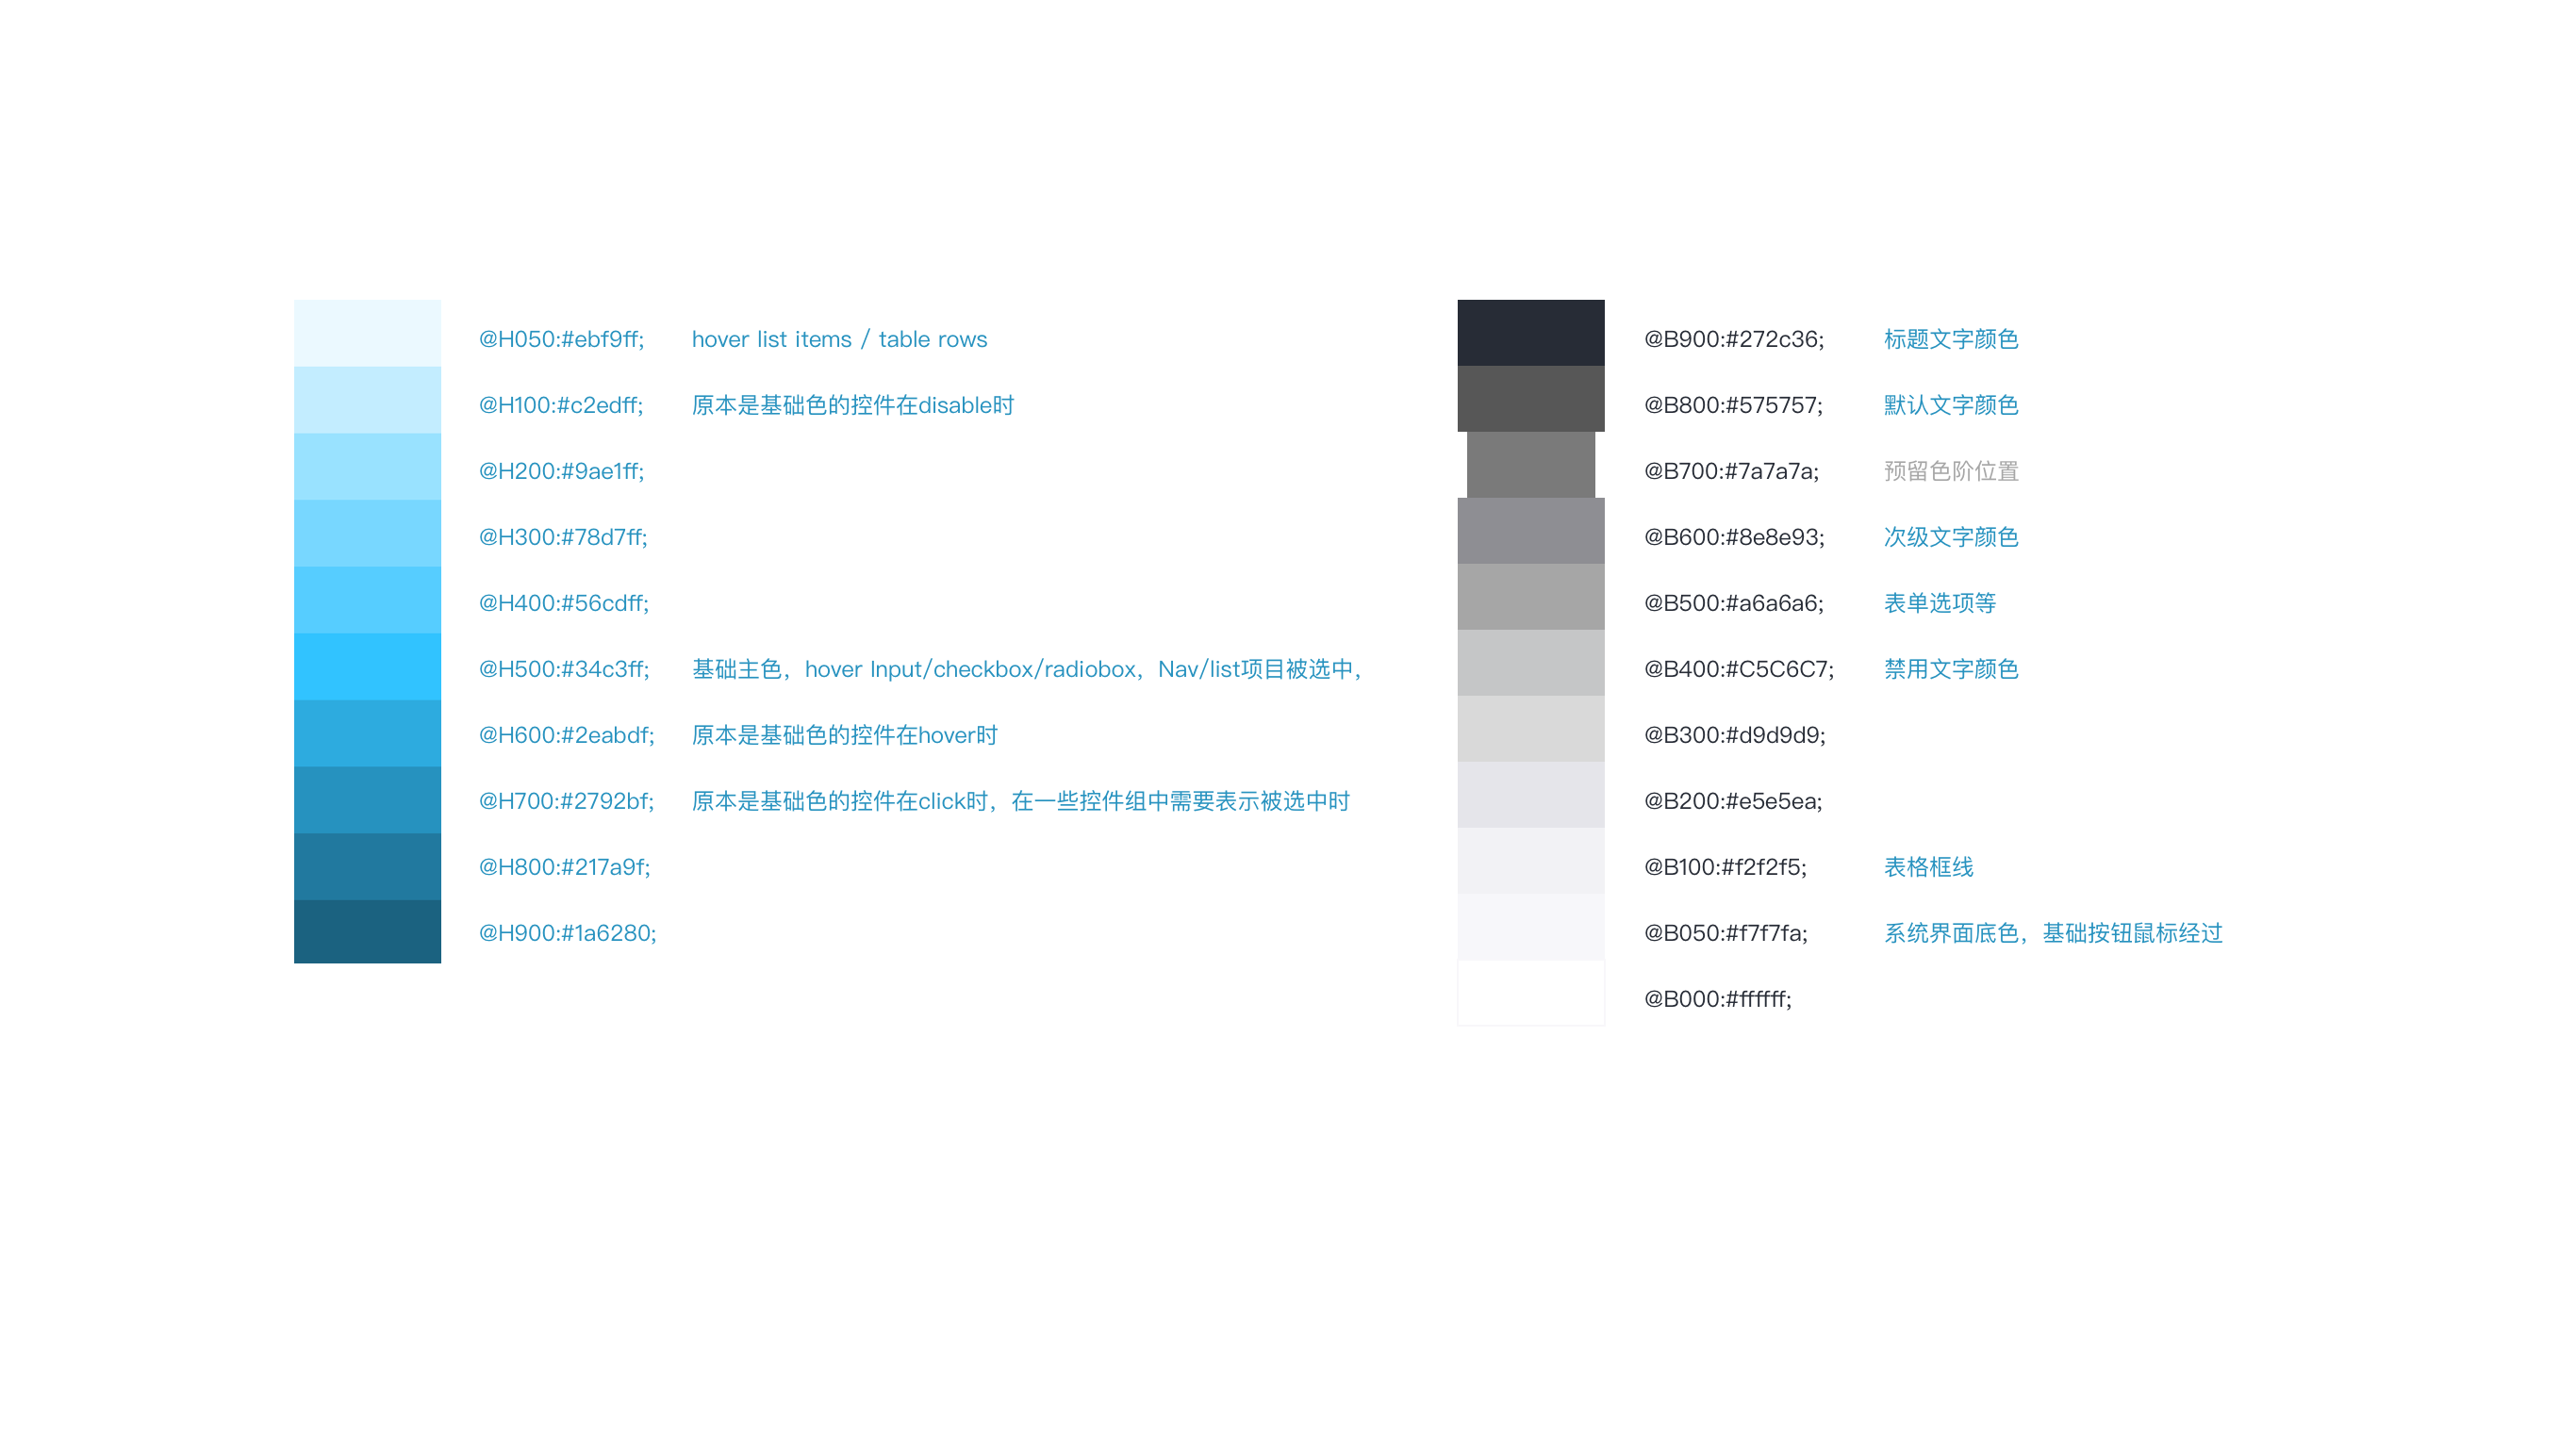 @H050:#ebf9ff; hover list items / table rows
@H100:#c2edff; 原本是基础色的控件在disable时
@H200:#9ae1ff;
@H300:#78d7ff;
@H400:#56cdff;
@H500:#34c3ff; 基础主色，hover Input/checkbox/radiobox，Nav/list项目被选中，
@H600:#2eabdf; 原本是基础色的控件在hover时
@H700:#2792bf; 原本是基础色的控件在click时，在一些控件组中需要表示被选中时
@H800:#217a9f;
@H900:#1a6280;
@B900:#272c36; 标题文字颜色
@B800:#575757; 默认文字颜色
@B700:#7a7a7a; 预留色阶位置
@B600:#8e8e93; 次级文字颜色
@B500:#a6a6a6; 表单选项等
@B400:#C5C6C7; 禁用文字颜色
@B300:#d9d9d9;
@B200:#e5e5ea;
@B100:#f2f2f5; 表格框线
@B050:#f7f7fa; 系统界面底色，基础按钮鼠标经过
@B000:#ffffff;